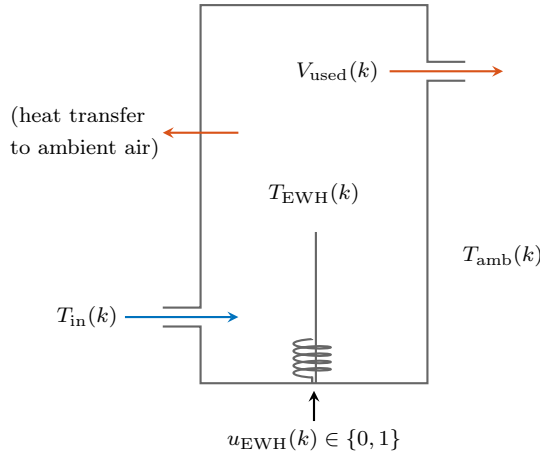 V_used(k)
(heat transfer
to ambient air)
T_EWH(k)
T_amb(k)
T_in(k)
u_EWH(k) ∈ {0, 1}